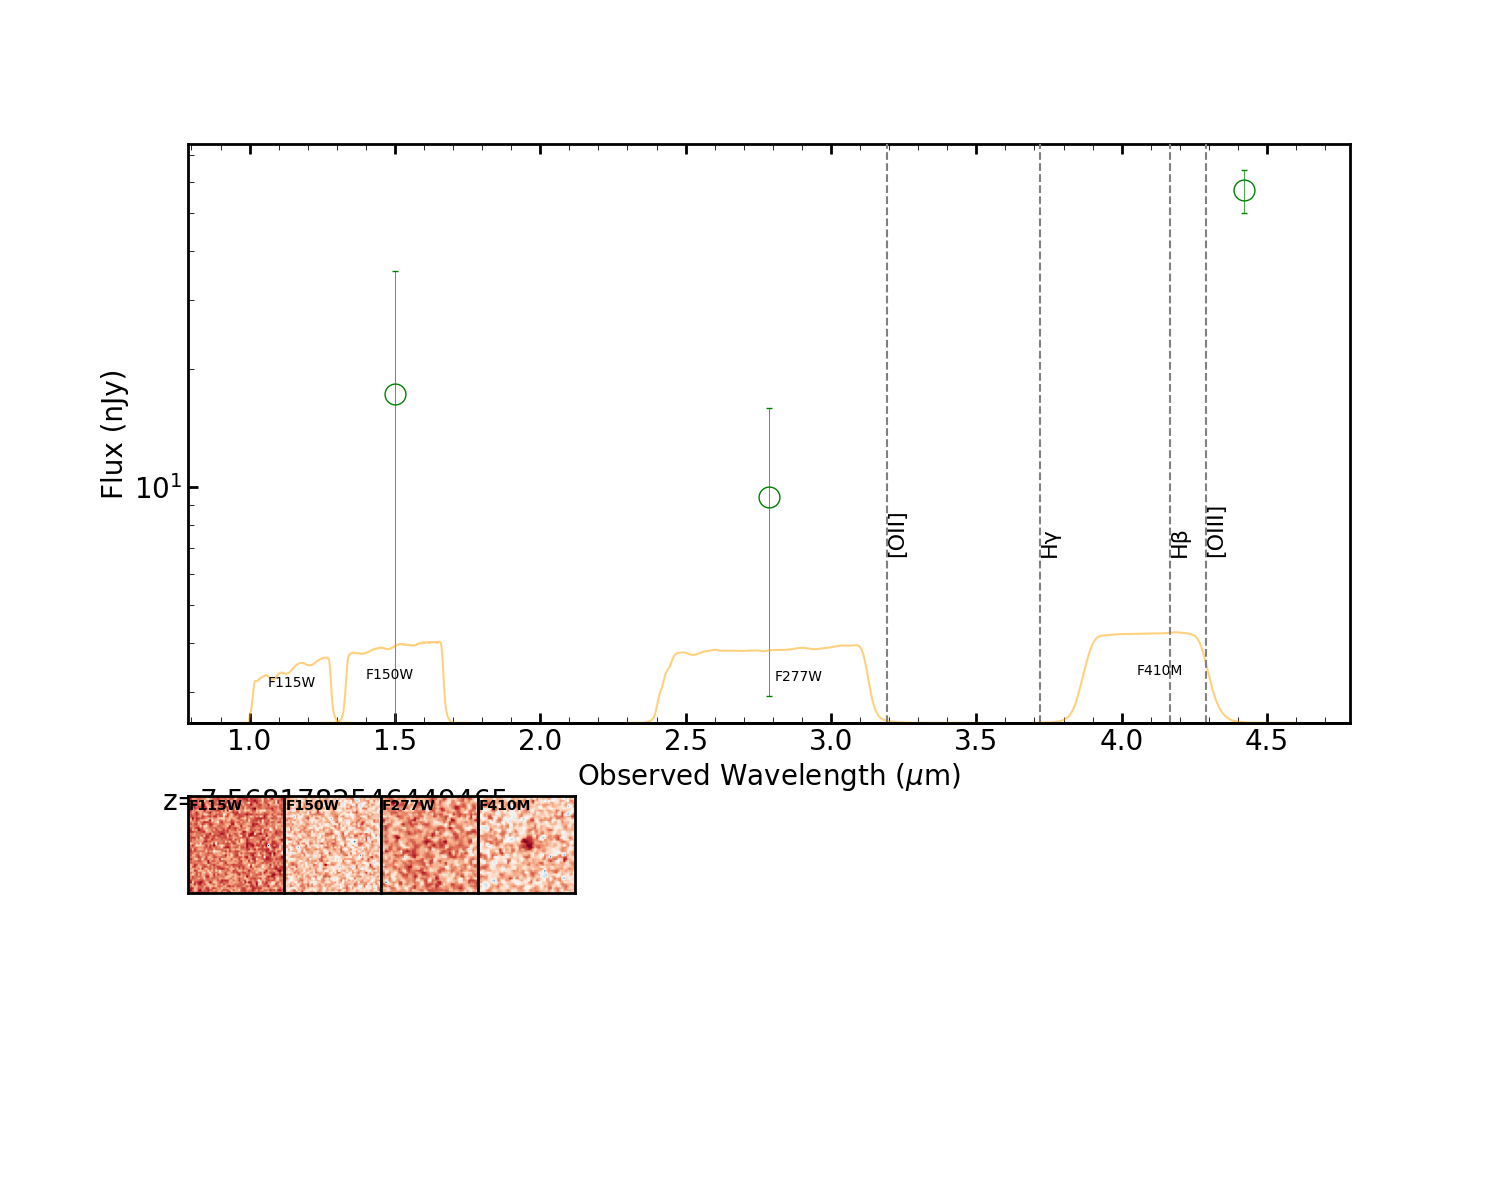 Flux (nJy)
10¹
[OII]
Hγ
Hβ
[OIII]
F115W
F150W
F277W
F410M
1.0 1.5 2.0 2.5 3.0 3.5 4.0 4.5
Observed Wavelength (μm)
F115W F150W F277W F410M